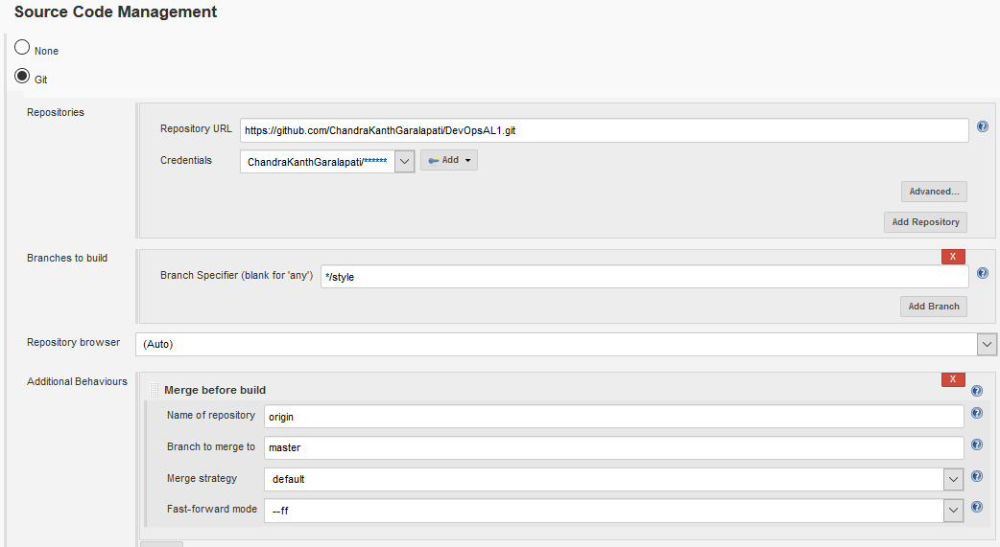 Source Code Management
None
Git
Repositories
Repository URL https://github.com/ChandraKanthGaralapati/DevOpsAL1.git
Credentials ChandraKanthGaralapati/****** Add
Advanced...
Add Repository
Branches to build
X
Branch Specifier (blank for 'any') */style
Add Branch
Repository browser (Auto)
Additional Behaviours
X
Merge before build
Name of repository origin
Branch to merge to master
Merge strategy default
Fast-forward mode --ff